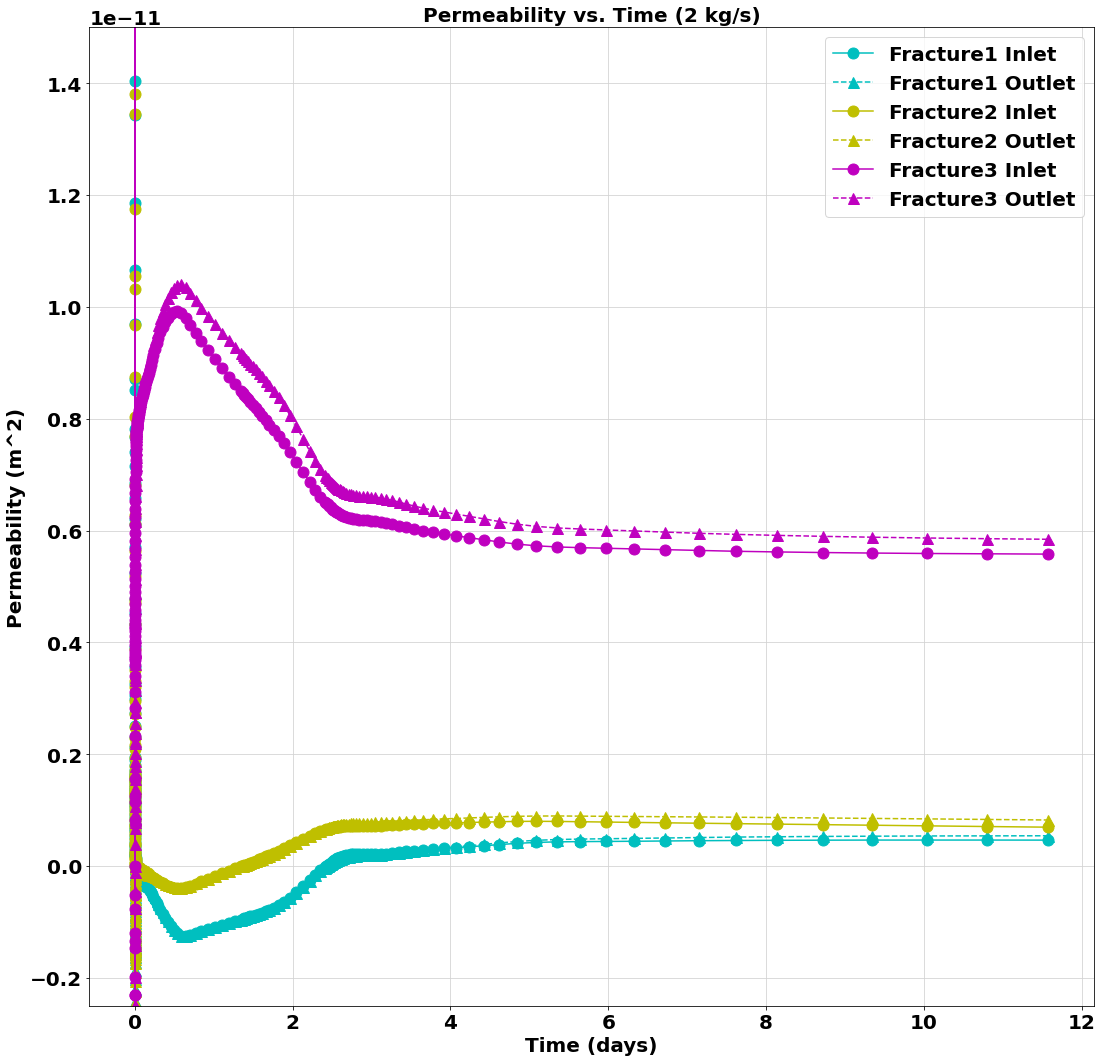 Permeability vs. Time (2 kg/s)
1e−11
Fracture1 Inlet
Fracture1 Outlet
Fracture2 Inlet
Fracture2 Outlet
Fracture3 Inlet
Fracture3 Outlet
1.4
1.2
1.0
0.8
0.6
0.4
0.2
0.0
−0.2
Permeability (m^2)
0 2 4 6 8 10 12
Time (days)